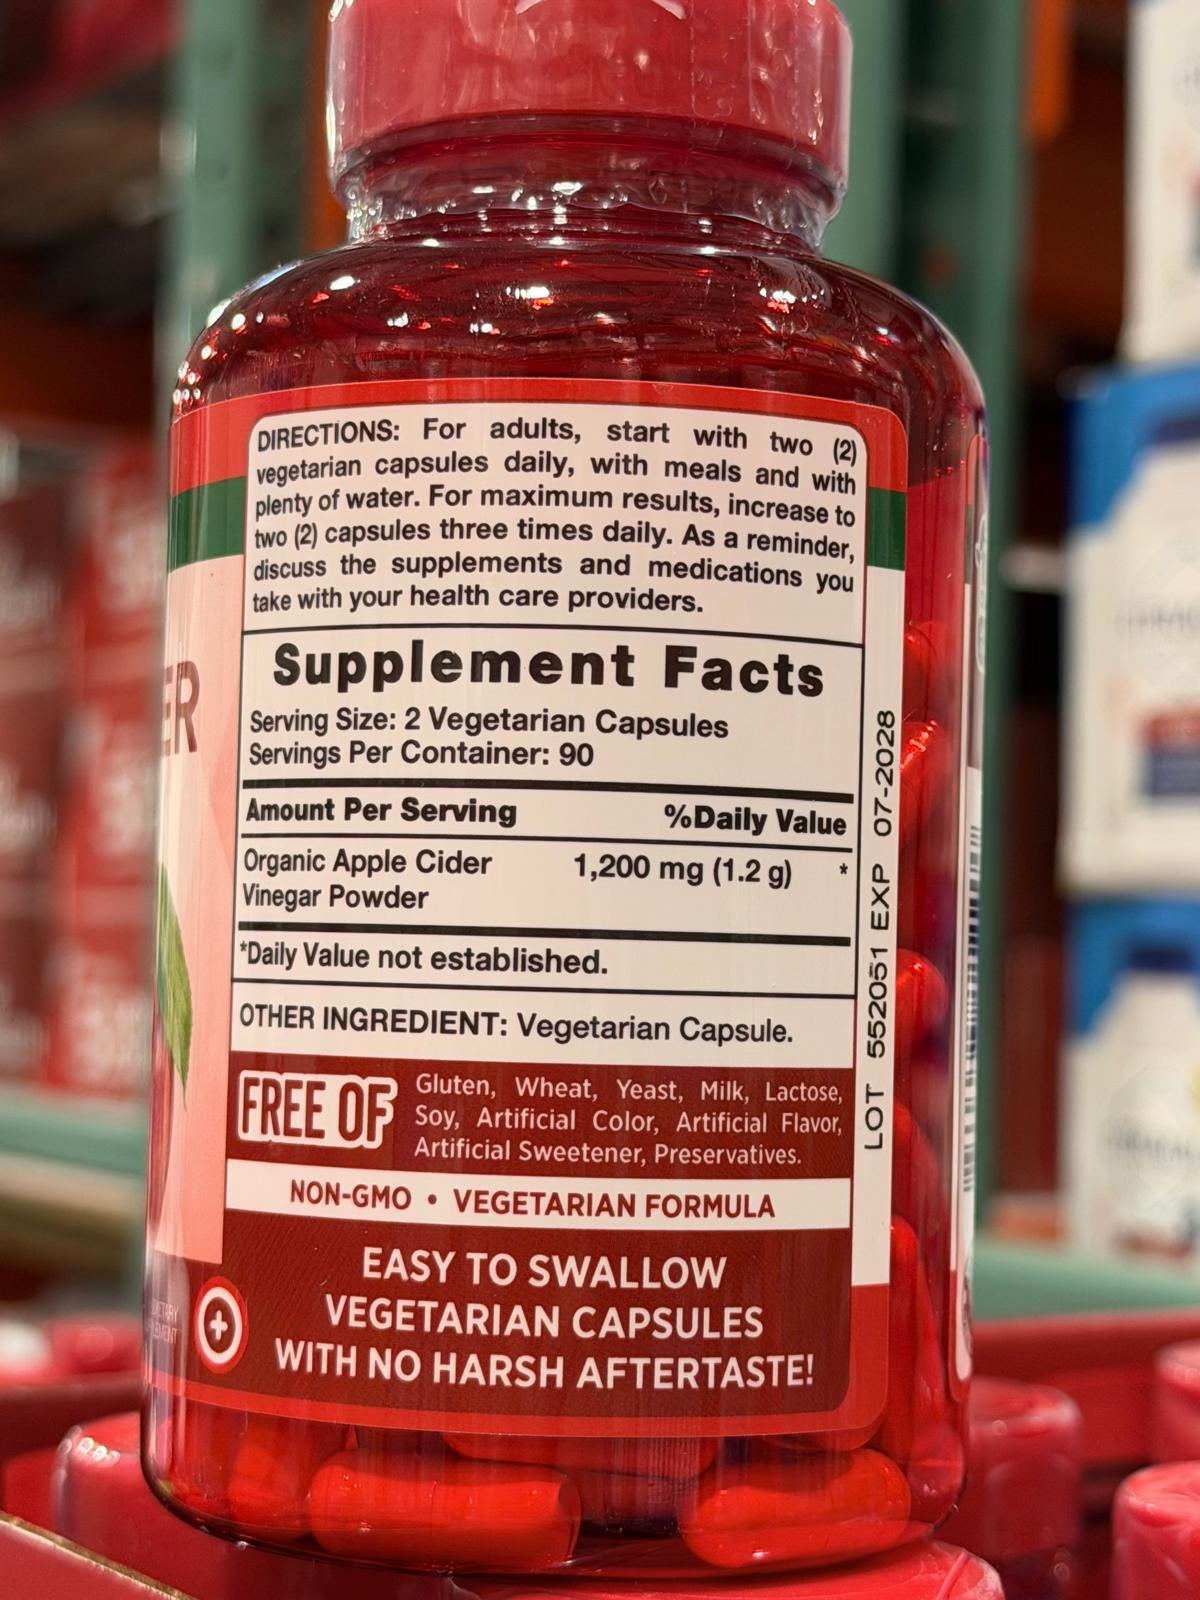 DIRECTIONS: For adults, start with two (2)
vegetarian capsules daily, with meals and with
plenty of water. For maximum results, increase to
two (2) capsules three times daily. As a reminder,
discuss the supplements and medications you
take with your health care providers.
Supplement Facts
Serving Size: 2 Vegetarian Capsules
Servings Per Container: 90
Amount Per Serving %Daily Value
Organic Apple Cider 1,200 mg (1.2 g) *
Vinegar Powder
*Daily Value not established.
OTHER INGREDIENT: Vegetarian Capsule.
FREE OF
Gluten, Wheat, Yeast, Milk, Lactose,
Soy, Artificial Color, Artificial Flavor,
Artificial Sweetener, Preservatives.
NON-GMO • VEGETARIAN FORMULA
EASY TO SWALLOW
VEGETARIAN CAPSULES
WITH NO HARSH AFTERTASTE!
LOT 552051 EXP 07-2028
ER